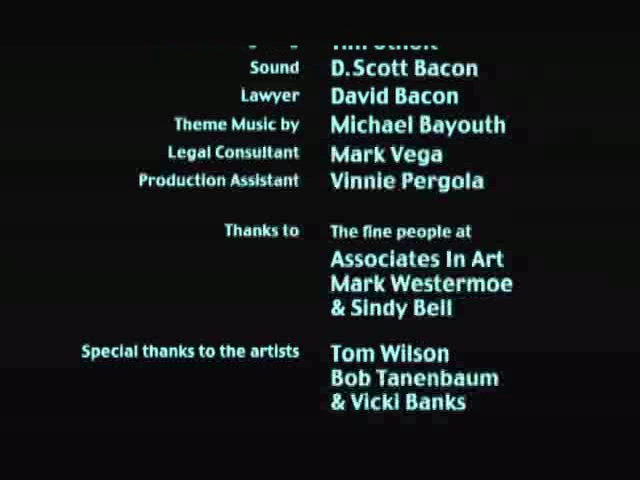 Sound D.Scott Bacon
Lawyer David Bacon
Theme Music by Michael Bayouth
Legal Consultant Mark Vega
Production Assistant Vinnie Pergola
Thanks to The fine people at
Associates In Art
Mark Westermoe
& Sindy Bell
Special thanks to the artists Tom Wilson
Bob Tanenbaum
& Vicki Banks